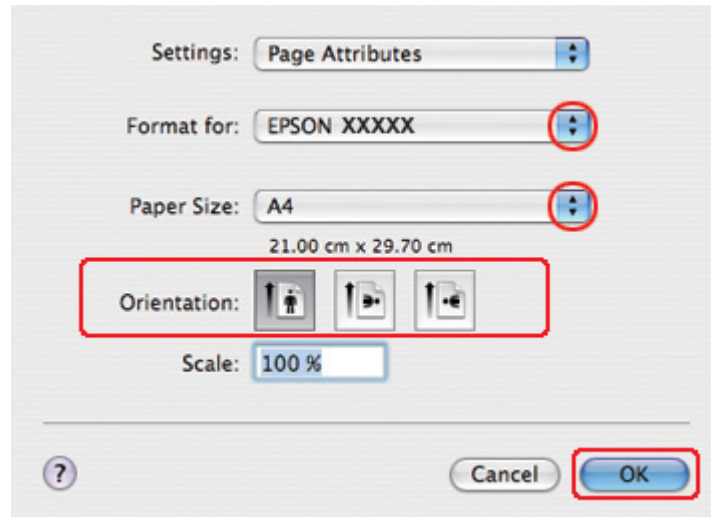 Settings: Page Attributes
Format for: EPSON XXXXX
Paper Size: A4
21.00 cm x 29.70 cm
Orientation:
Scale: 100 %
? Cancel OK